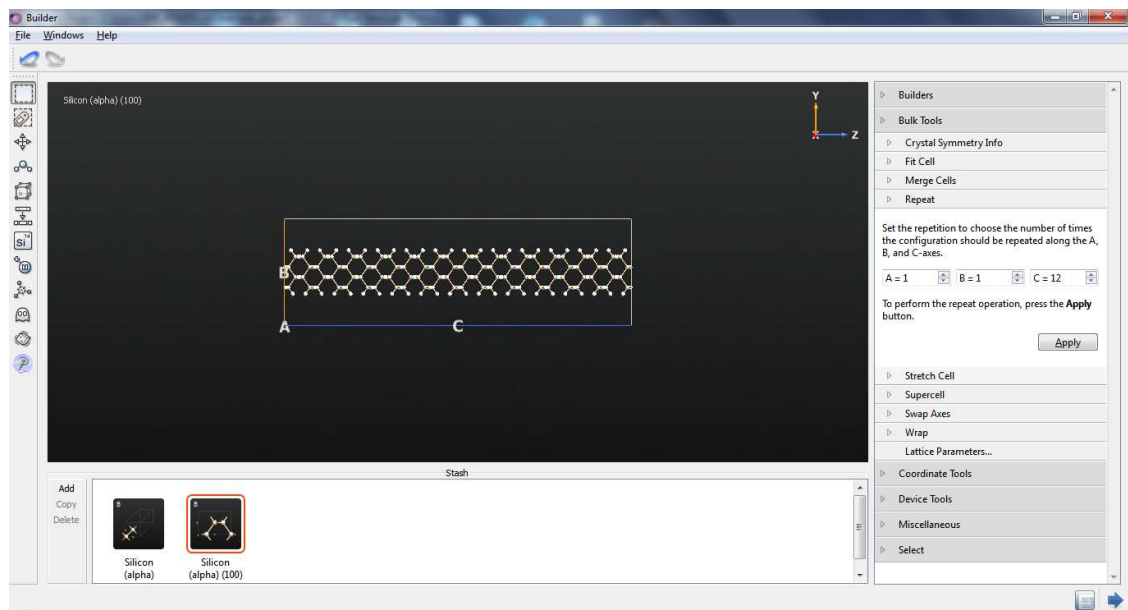 Builder
File Windows Help
Silicon (alpha) (100)
Y
Z
X
B
A
C
Builders
Bulk Tools
Crystal Symmetry Info
Fit Cell
Merge Cells
Repeat
Set the repetition to choose the number of times
the configuration should be repeated along the A,
B, and C-axes.
A = 1 B = 1 C = 12
To perform the repeat operation, press the Apply
button.
Apply
Stretch Cell
Supercell
Swap Axes
Wrap
Lattice Parameters...
Coordinate Tools
Device Tools
Miscellaneous
Select
Si
Stash
Add
Copy
Delete
B
Silicon
(alpha)
B
Silicon
(alpha) (100)